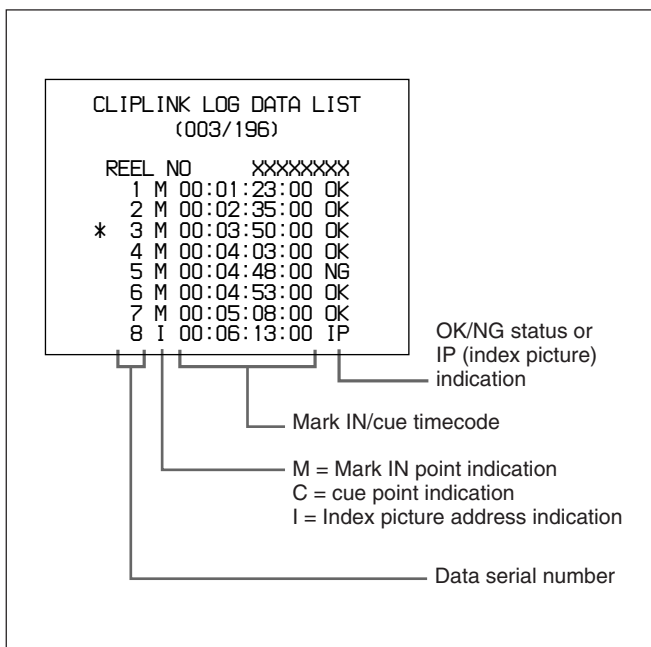 CLIPLINK LOG DATA LIST
(003/196)
REEL NO XXXXXXXX
1 M 00:01:23:00 OK
2 M 00:02:35:00 OK
* 3 M 00:03:50:00 OK
4 M 00:04:03:00 OK
5 M 00:04:48:00 NG
6 M 00:04:53:00 OK
7 M 00:05:08:00 OK
8 I 00:06:13:00 IP
OK/NG status or
IP (index picture)
indication
Mark IN/cue timecode
M = Mark IN point indication
C = cue point indication
I = Index picture address indication
Data serial number